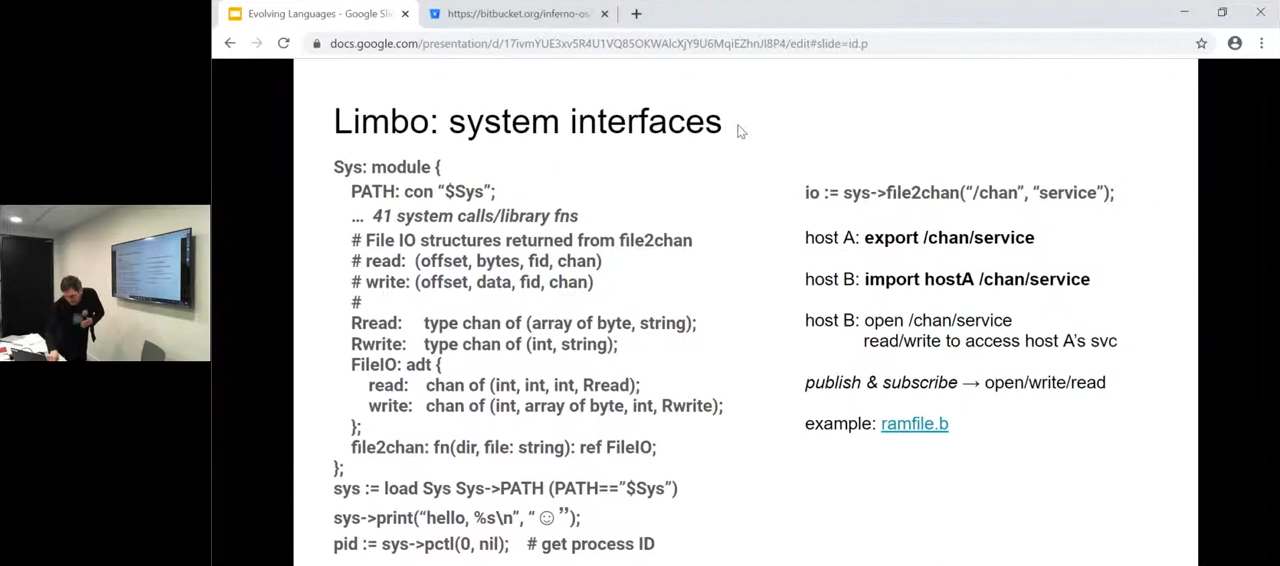 Evolving Languages - Google Sli
https://bitbucket.org/inferno-os
docs.google.com/presentation/d/17ivmYUE3xv5R4U1VQ85OKWAlcXjY9U6MqiEZhnJI8P4/edit#slide=id.p
Limbo: system interfaces
Sys: module {
PATH: con “$Sys”;
… 41 system calls/library fns
# File IO structures returned from file2chan
# read: (offset, bytes, fid, chan)
# write: (offset, data, fid, chan)
#
Rread: type chan of (array of byte, string);
Rwrite: type chan of (int, string);
FileIO: adt {
read: chan of (int, int, int, Rread);
write: chan of (int, array of byte, int, Rwrite);
};
file2chan: fn(dir, file: string): ref FileIO;
};
sys := load Sys Sys->PATH (PATH==”$Sys”)
sys->print(“hello, %s\n”, “☺”);
pid := sys->pctl(0, nil); # get process ID
io := sys->file2chan(“/chan”, “service”);
host A: export /chan/service
host B: import hostA /chan/service
host B: open /chan/service
read/write to access host A’s svc
publish & subscribe → open/write/read
example: ramfile.b